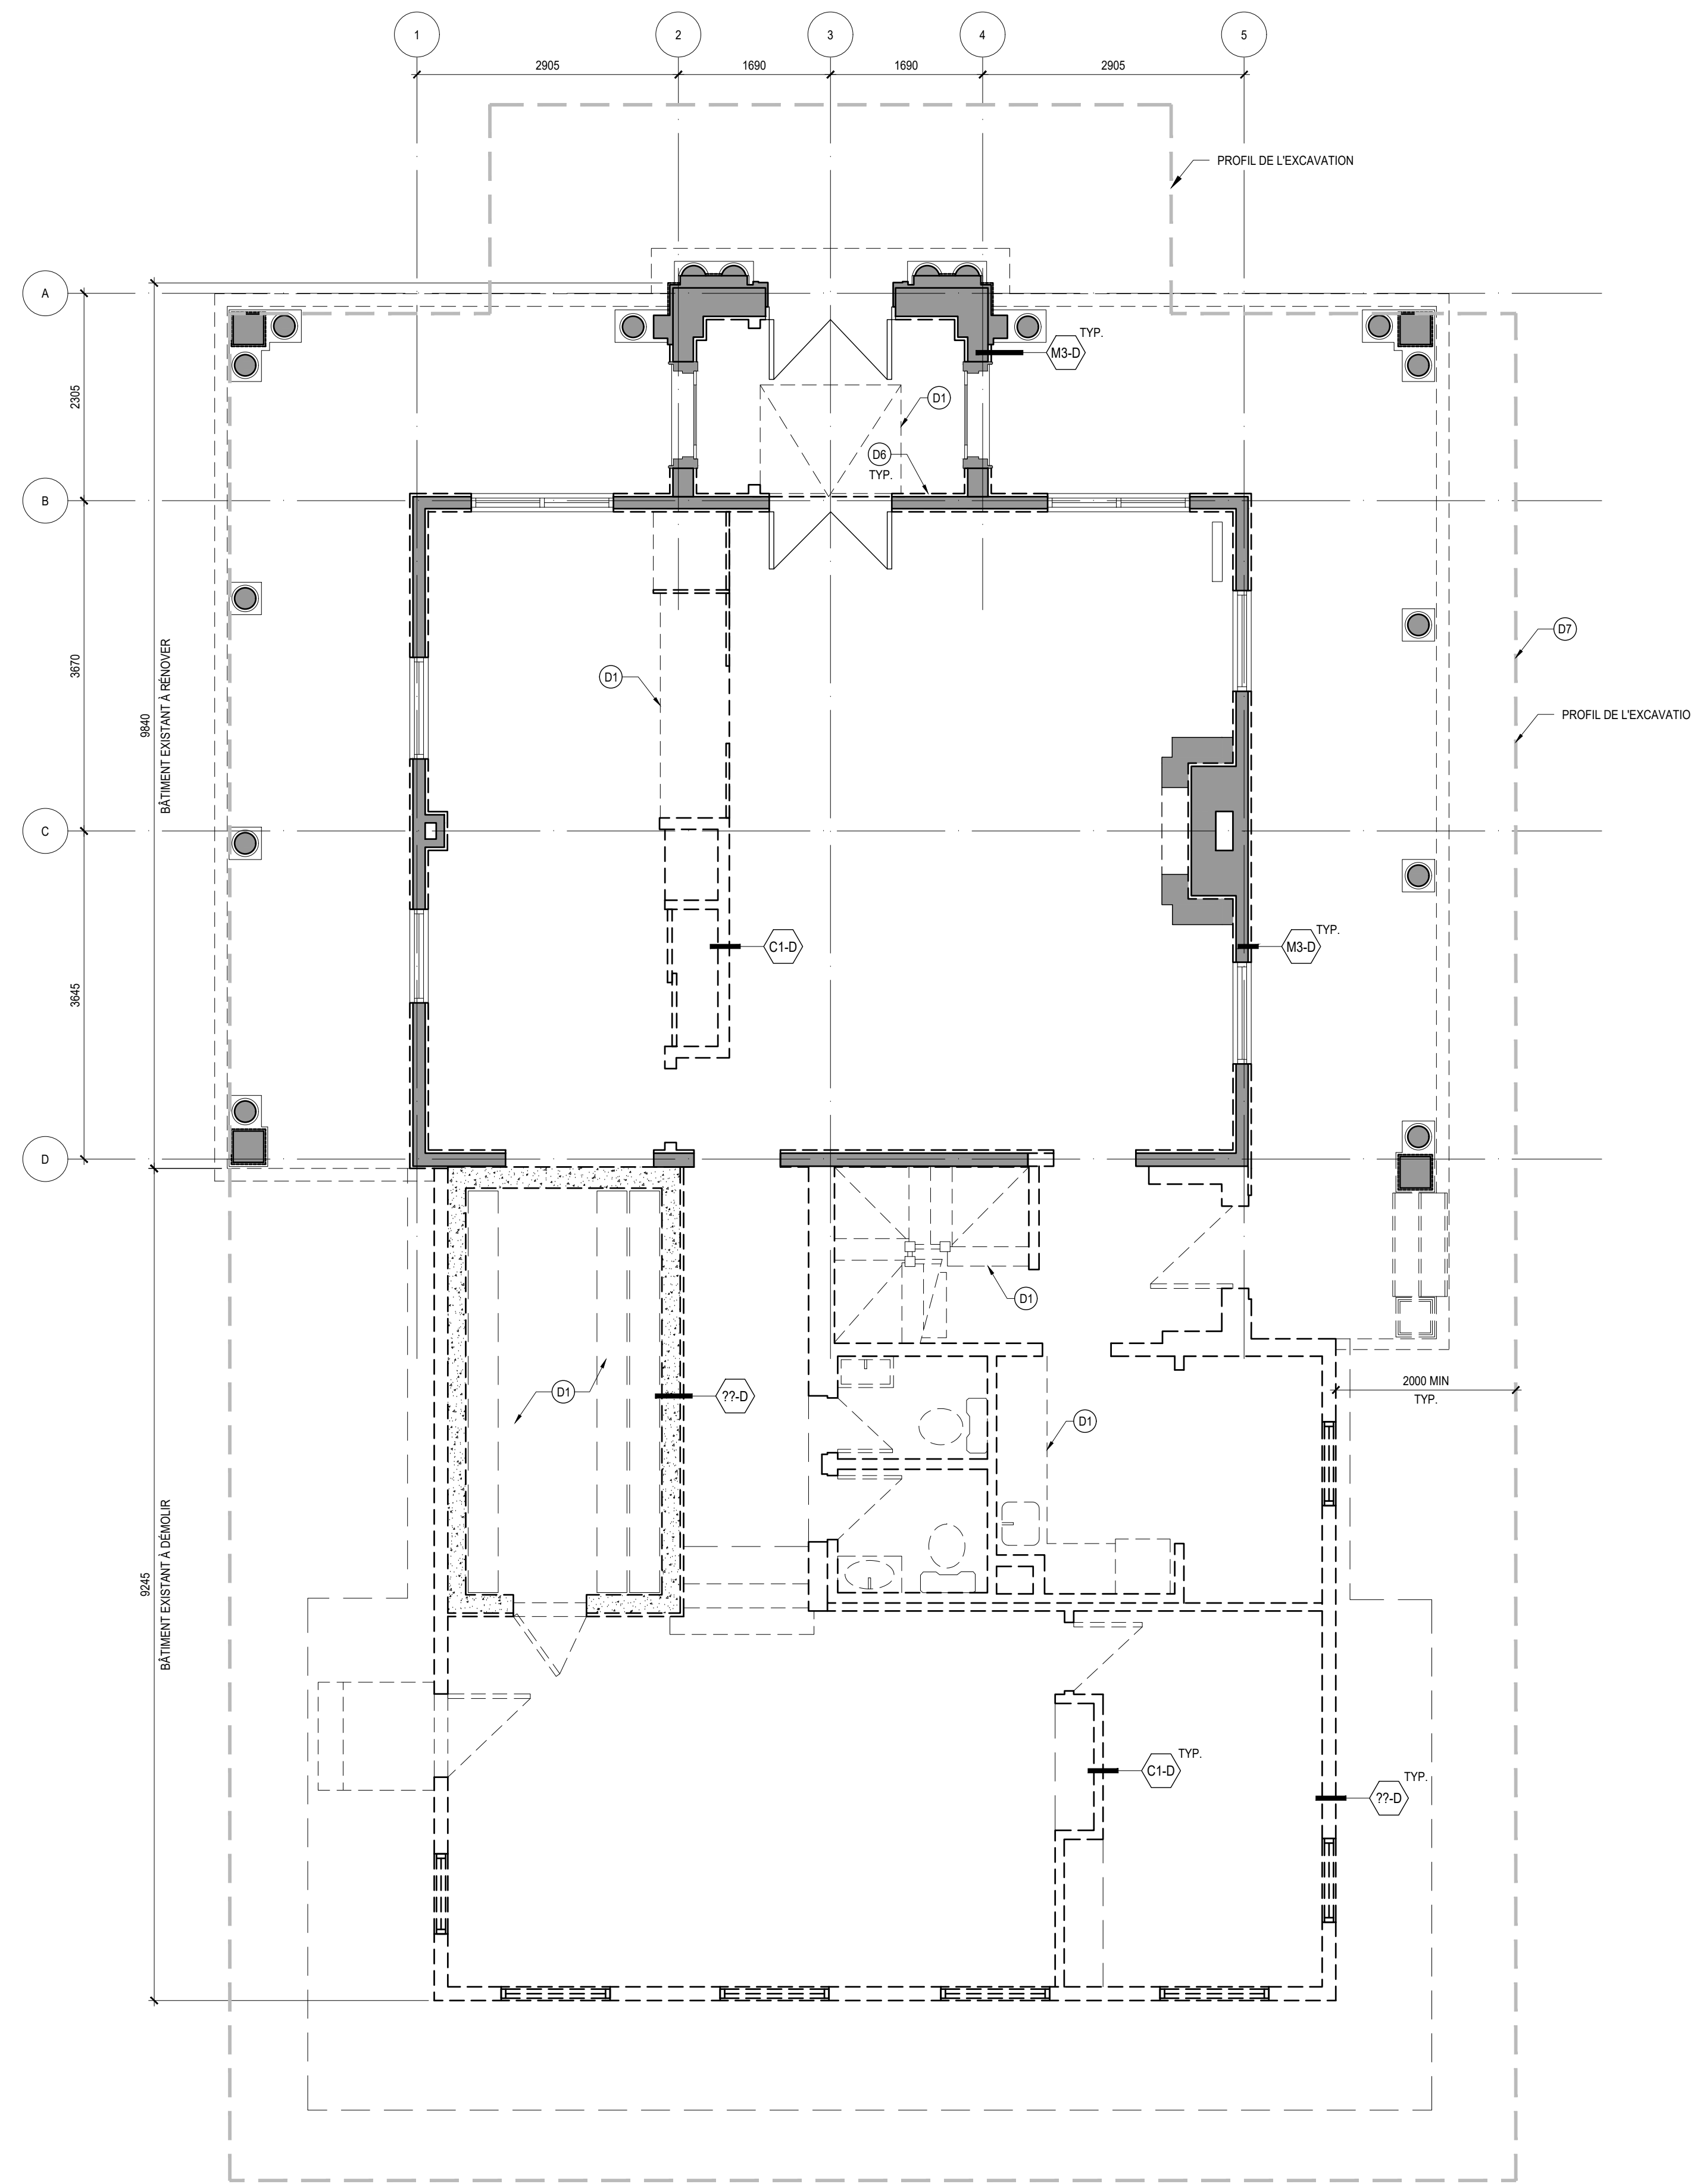 1
2
3
4
5
2905
1690
1690
2905
PROFIL DE L'EXCAVATION
A
TYP.
M3-D
2305
D1
D6
TYP.
B
D7
3670
9840
BÂTIMENT EXISTANT À RÉNOVER
D1
PROFIL DE L'EXCAVATIO
C
TYP.
C1-D
M3-D
3645
D
D1
2000 MIN
TYP.
D1
??-D
D1
9245
BÂTIMENT EXISTANT À DÉMOLIR
TYP.
C1-D
TYP.
??-D